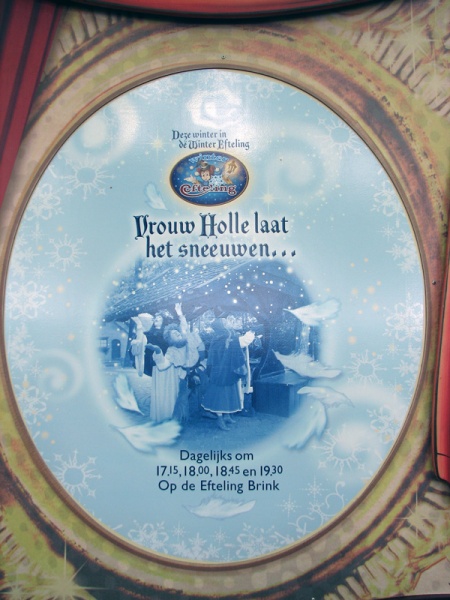 Deze winter in
de Winter Efteling
winter
Efteling
Vrouw Holle laat
het sneeuwen...
Dagelijks om
17.15, 18.00, 18.45 en 19.30
Op de Efteling Brink